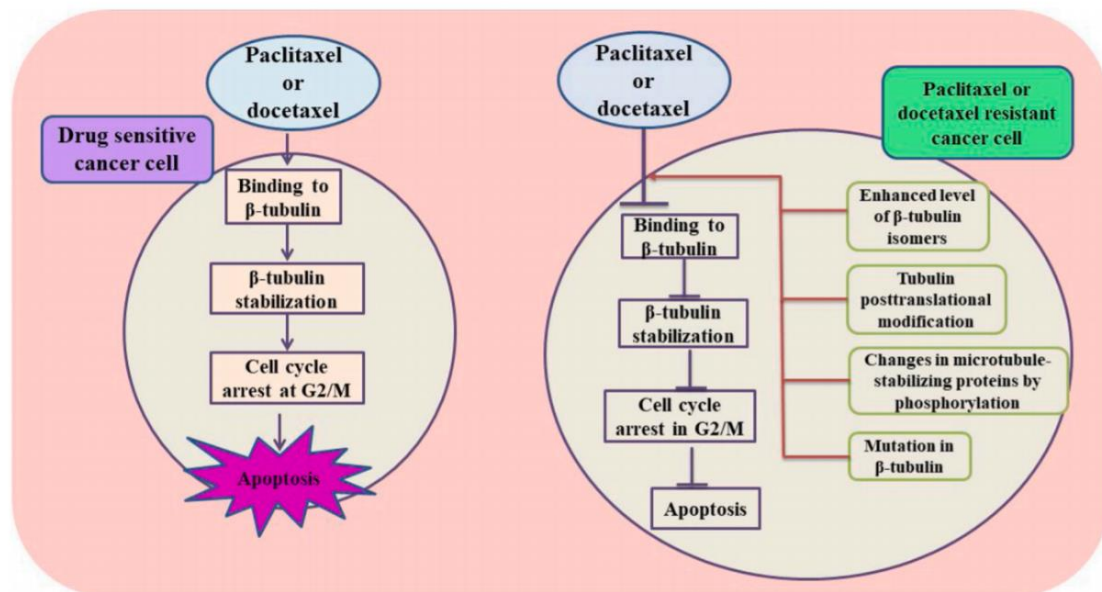 Paclitaxel
or
docetaxel
Drug sensitive
cancer cell
Binding to
β-tubulin
β-tubulin
stabilization
Cell cycle
arrest at G2/M
Apoptosis
Paclitaxel
or
docetaxel
Paclitaxel or
docetaxel resistant
cancer cell
Binding to
β-tubulin
β-tubulin
stabilization
Cell cycle
arrest in G2/M
Apoptosis
Enhanced level
of β-tubulin
isomers
Tubulin
posttranslational
modification
Changes in microtubule-
stabilizing proteins by
phosphorylation
Mutation in
β-tubulin